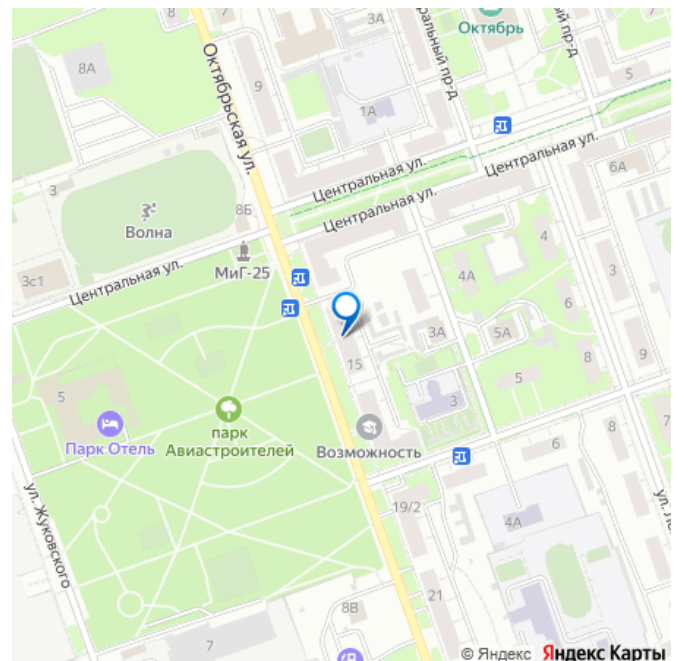 8
7
3А
Октябрь
8А
Октябрьская ул.
9
1А
ральный пр-д
ый пр-д
5
Центральная ул.
Центральная ул.
Центральная ул.
6А
3
Волна
8Б
МиГ-25
3с1
Центральная ул.
4
4А
3
6
3А
5А
9
15
8
5
5
3
Парк Отель
парк
Авиастроителей
Возможность
6
8
7
ул. Жуковского
19/2
4А
21
8В
7
© Яндекс Яндекс Карты